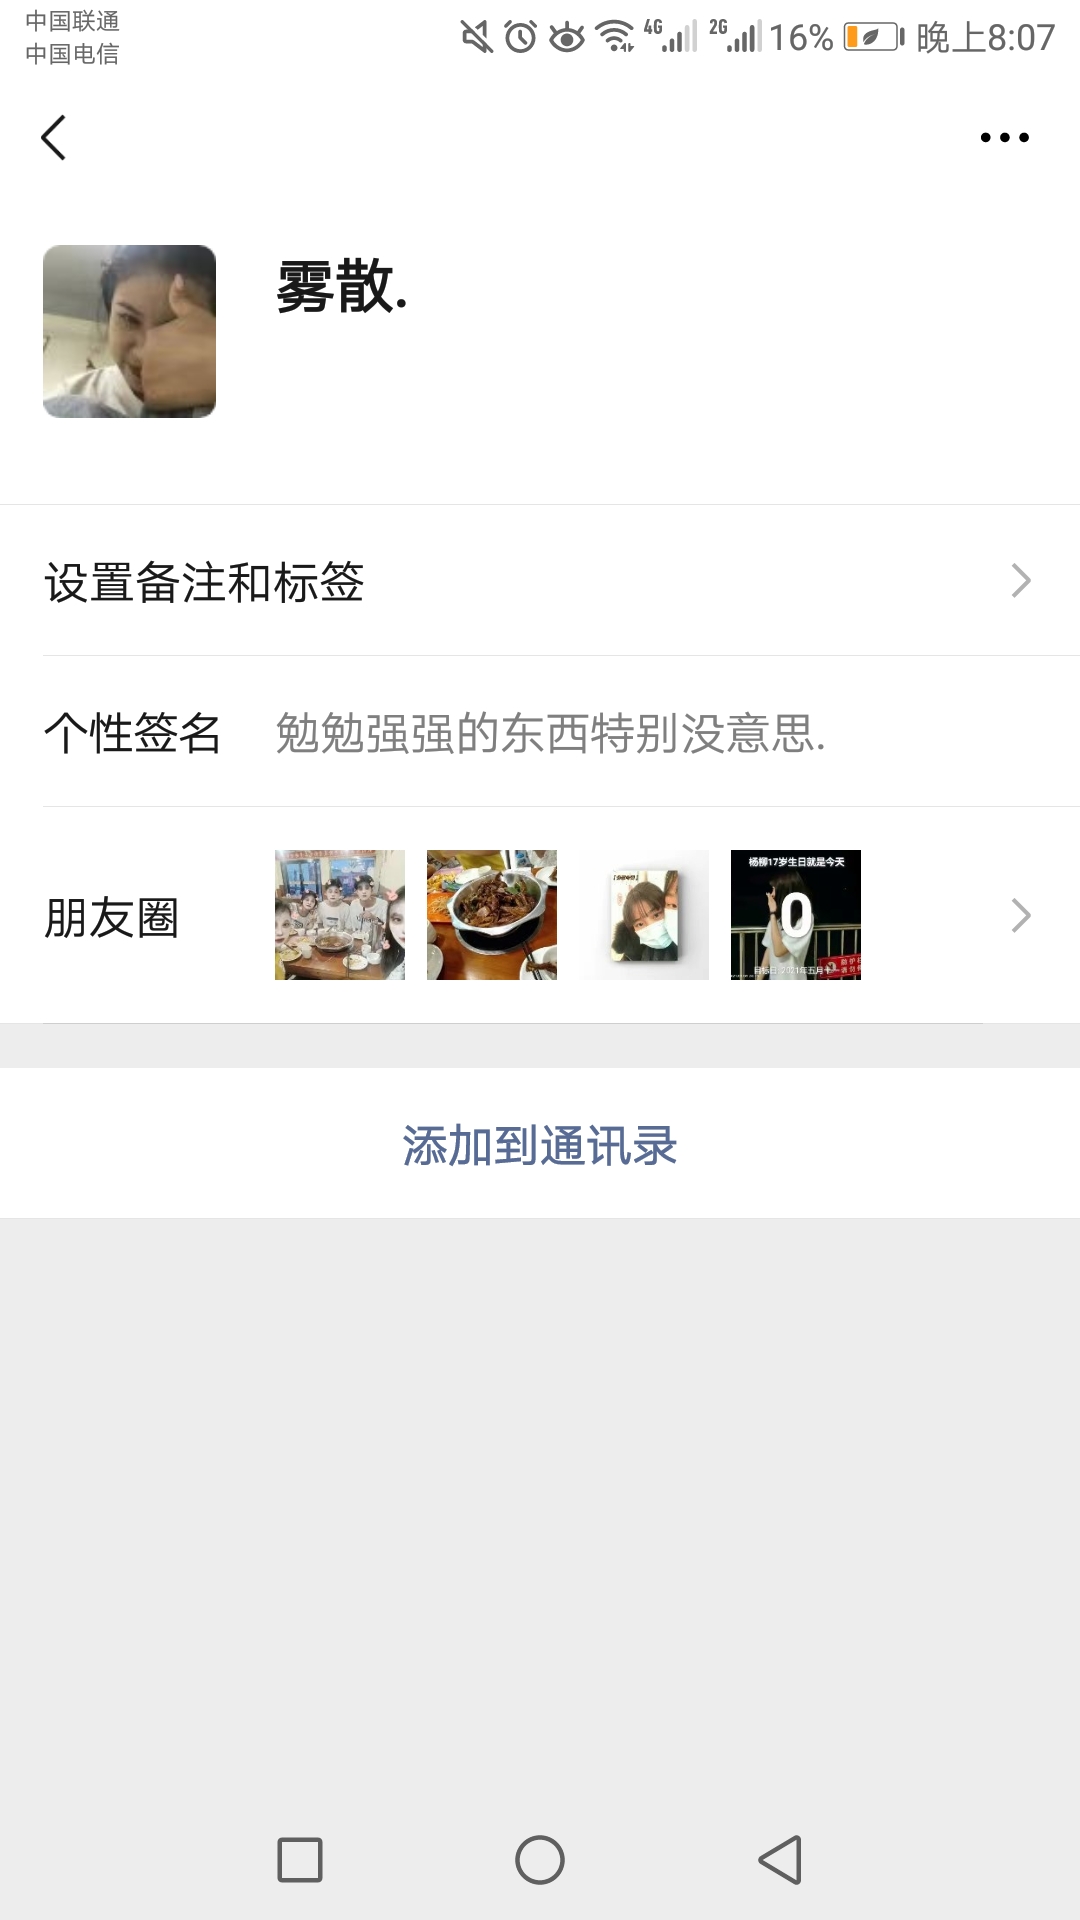 中国联通
中国电信
4G 2G 16% 晚上8:07
雾散.
设置备注和标签
个性签名 勉勉强强的东西特别没意思.
朋友圈
杨柳17岁生日就是今天
0
添加到通讯录